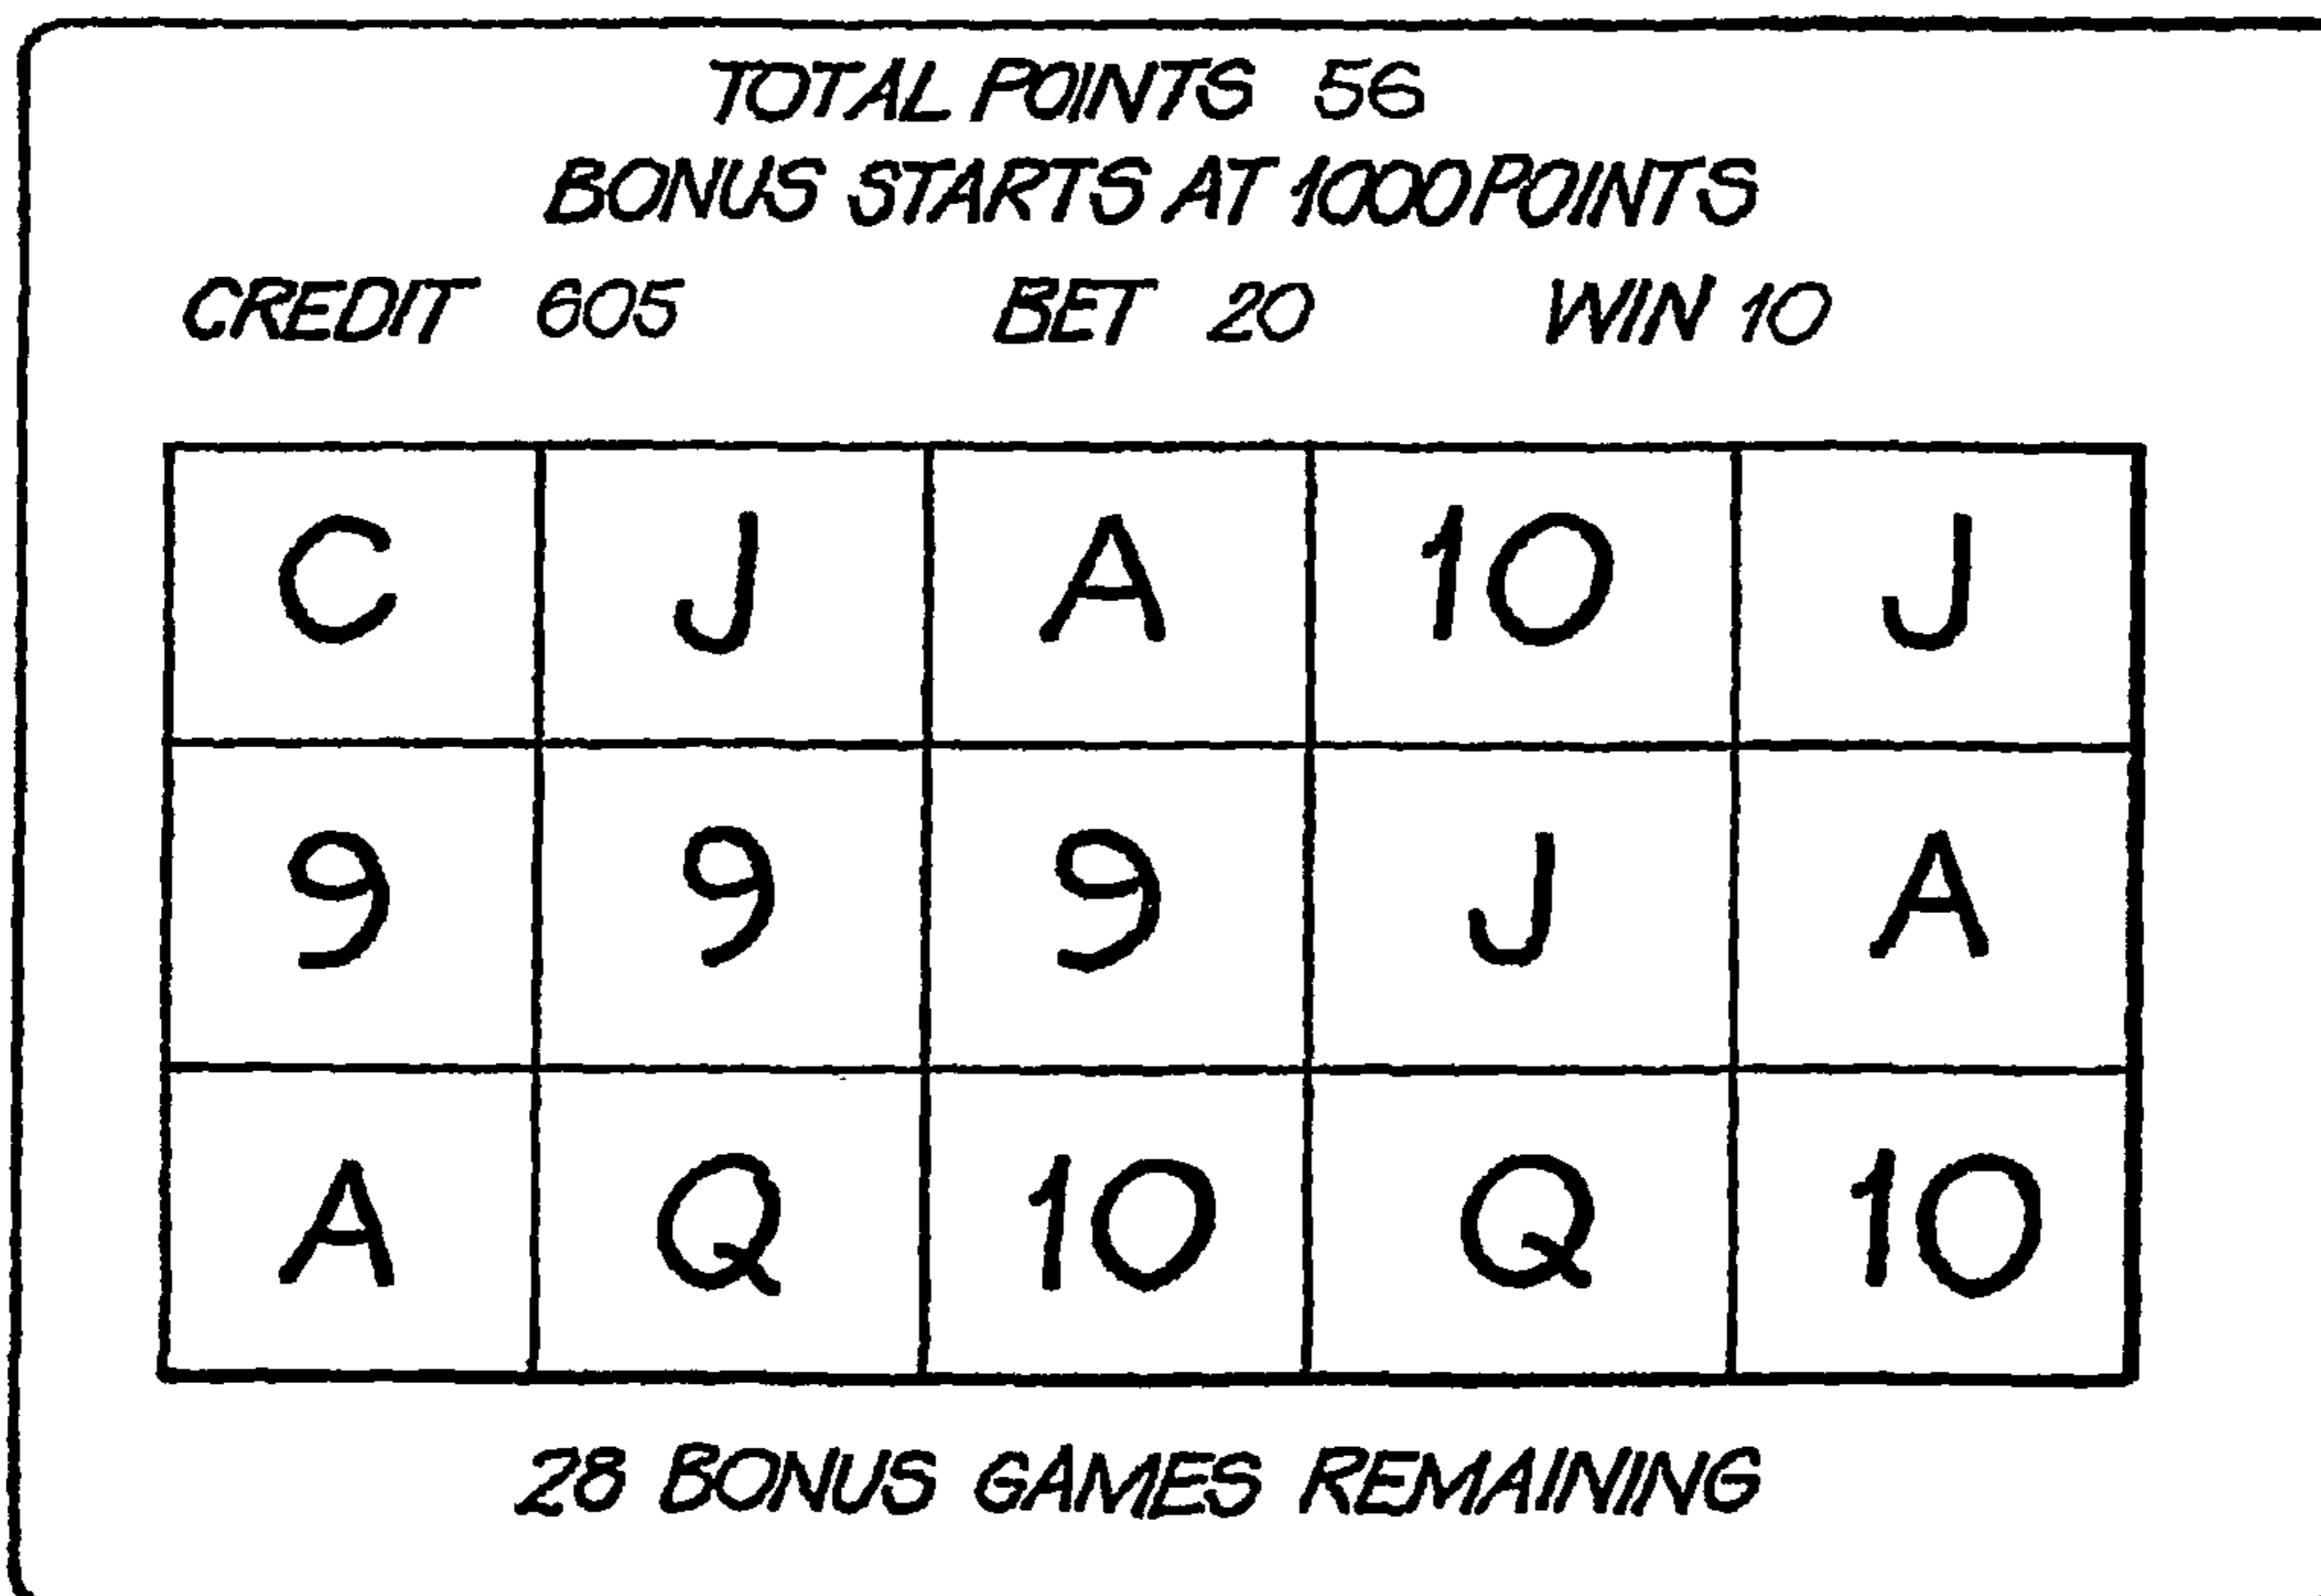 TOTAL POINTS 56
BONUS STARTS AT 1000 POINTS
CREDIT 605 BET 20 WIN 10
C J A 10 J
9 9 9 J A
A Q 10 Q 10
28 BONUS GAMES REMAINING